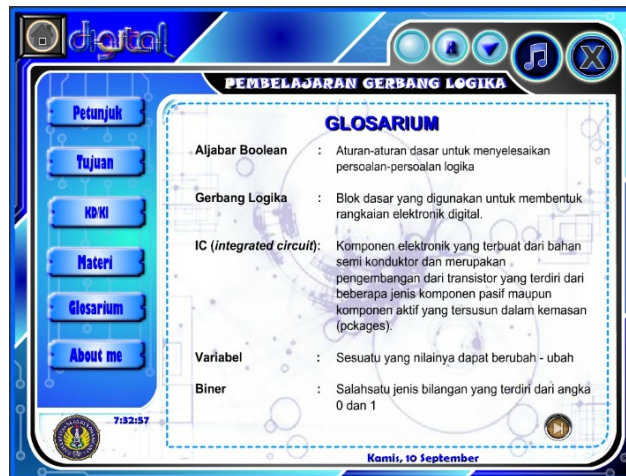 digital
A
PEMBELAJARAN GERBANG LOGIKA
Petunjuk
Tujuan
KD/KI
Materi
Glosarium
About me
7:32:57
GLOSARIUM
Aljabar Boolean : Aturan-aturan dasar untuk menyelesaikan
persoalan-persoalan logika
Gerbang Logika : Blok dasar yang digunakan untuk membentuk
rangkaian elektronik digital.
IC (integrated circuit): Komponen elektronik yang terbuat dari bahan
semi konduktor dan merupakan
pengembangan dari transistor yang terdiri dari
beberapa jenis komponen pasif maupun
komponen aktif yang tersusun dalam kemasan
(pckages).
Variabel : Sesuatu yang nilainya dapat berubah - ubah
Biner : Salahsatu jenis bilangan yang terdiri dari angka
0 dan 1
Kamis, 10 September